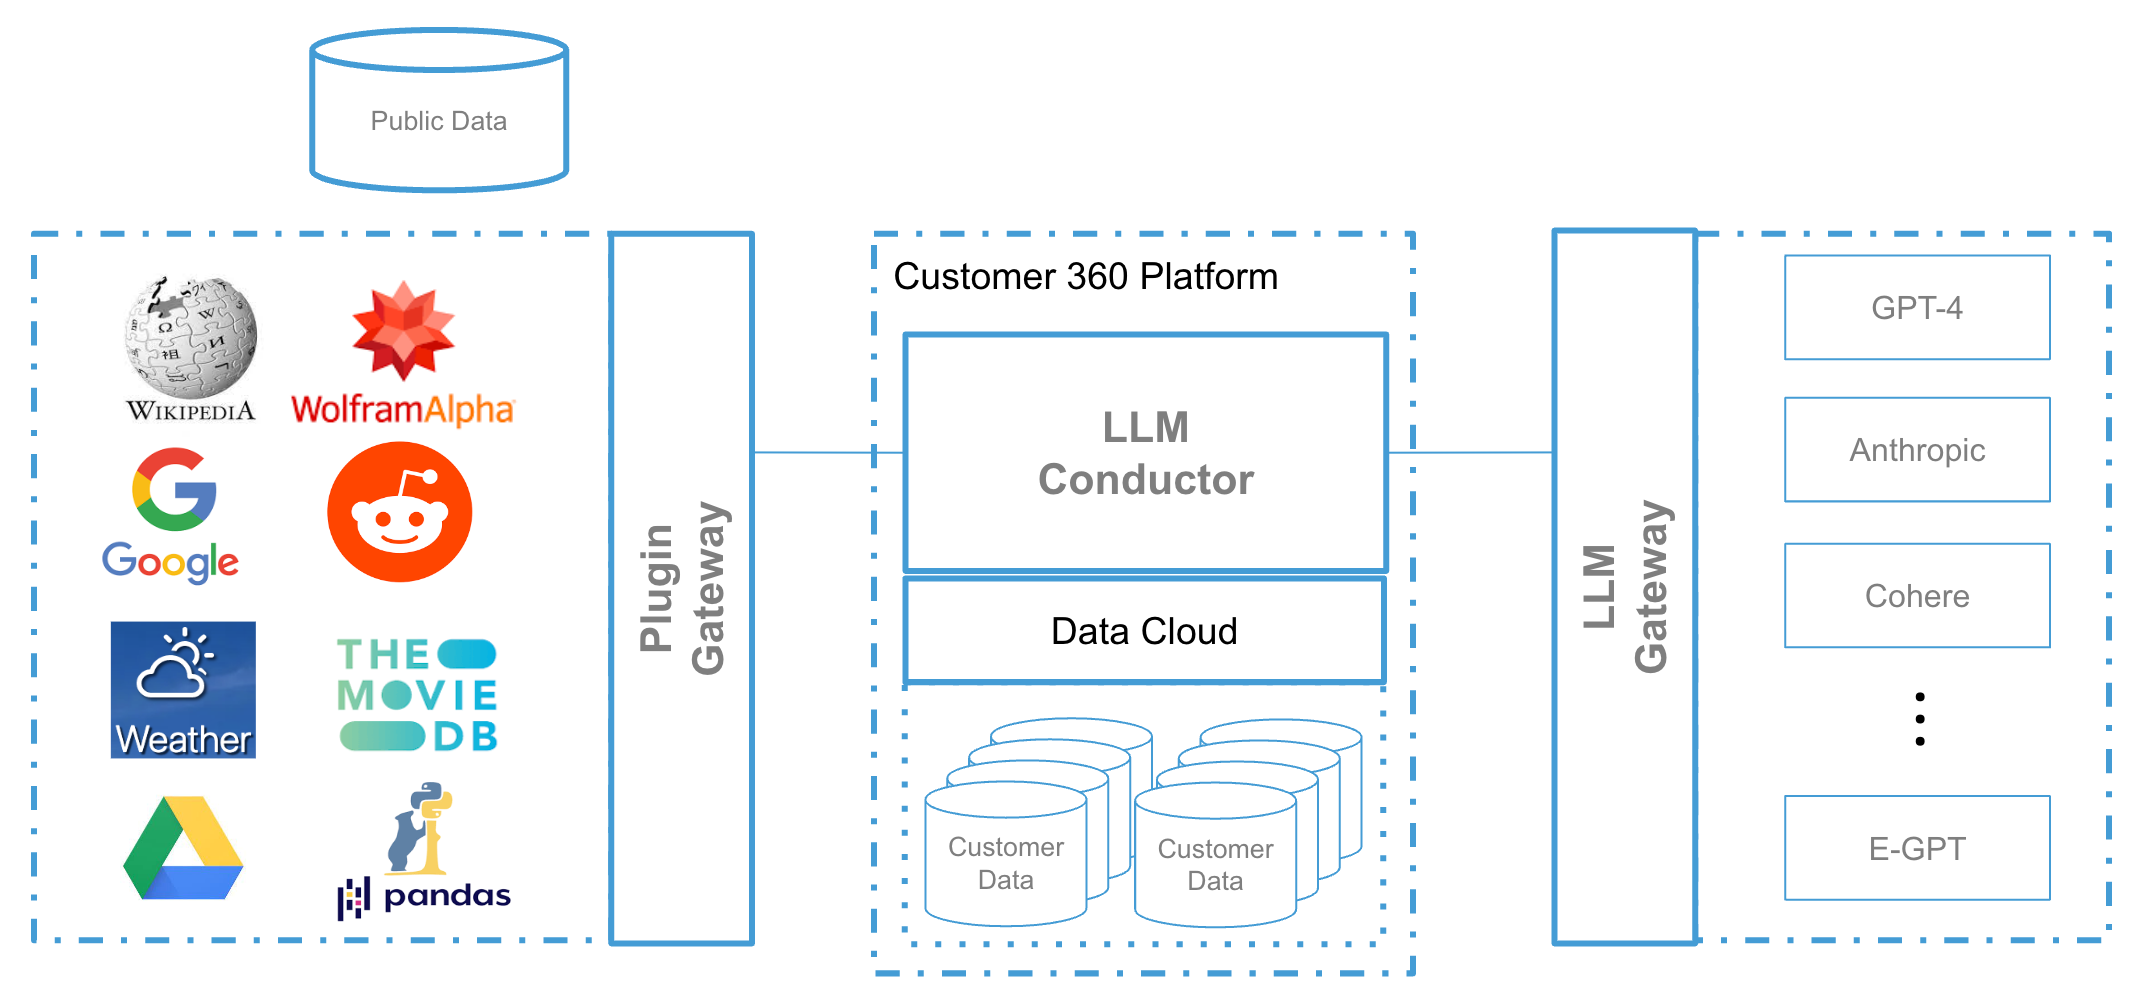 Public Data
WIKIPEDIA
WolframAlpha
Google
Weather
THE
MOVIE
DB
pandas
Plugin
Gateway
Customer 360 Platform
LLM
Conductor
Data Cloud
Customer
Data
Customer
Data
LLM
Gateway
GPT-4
Anthropic
Cohere
E-GPT